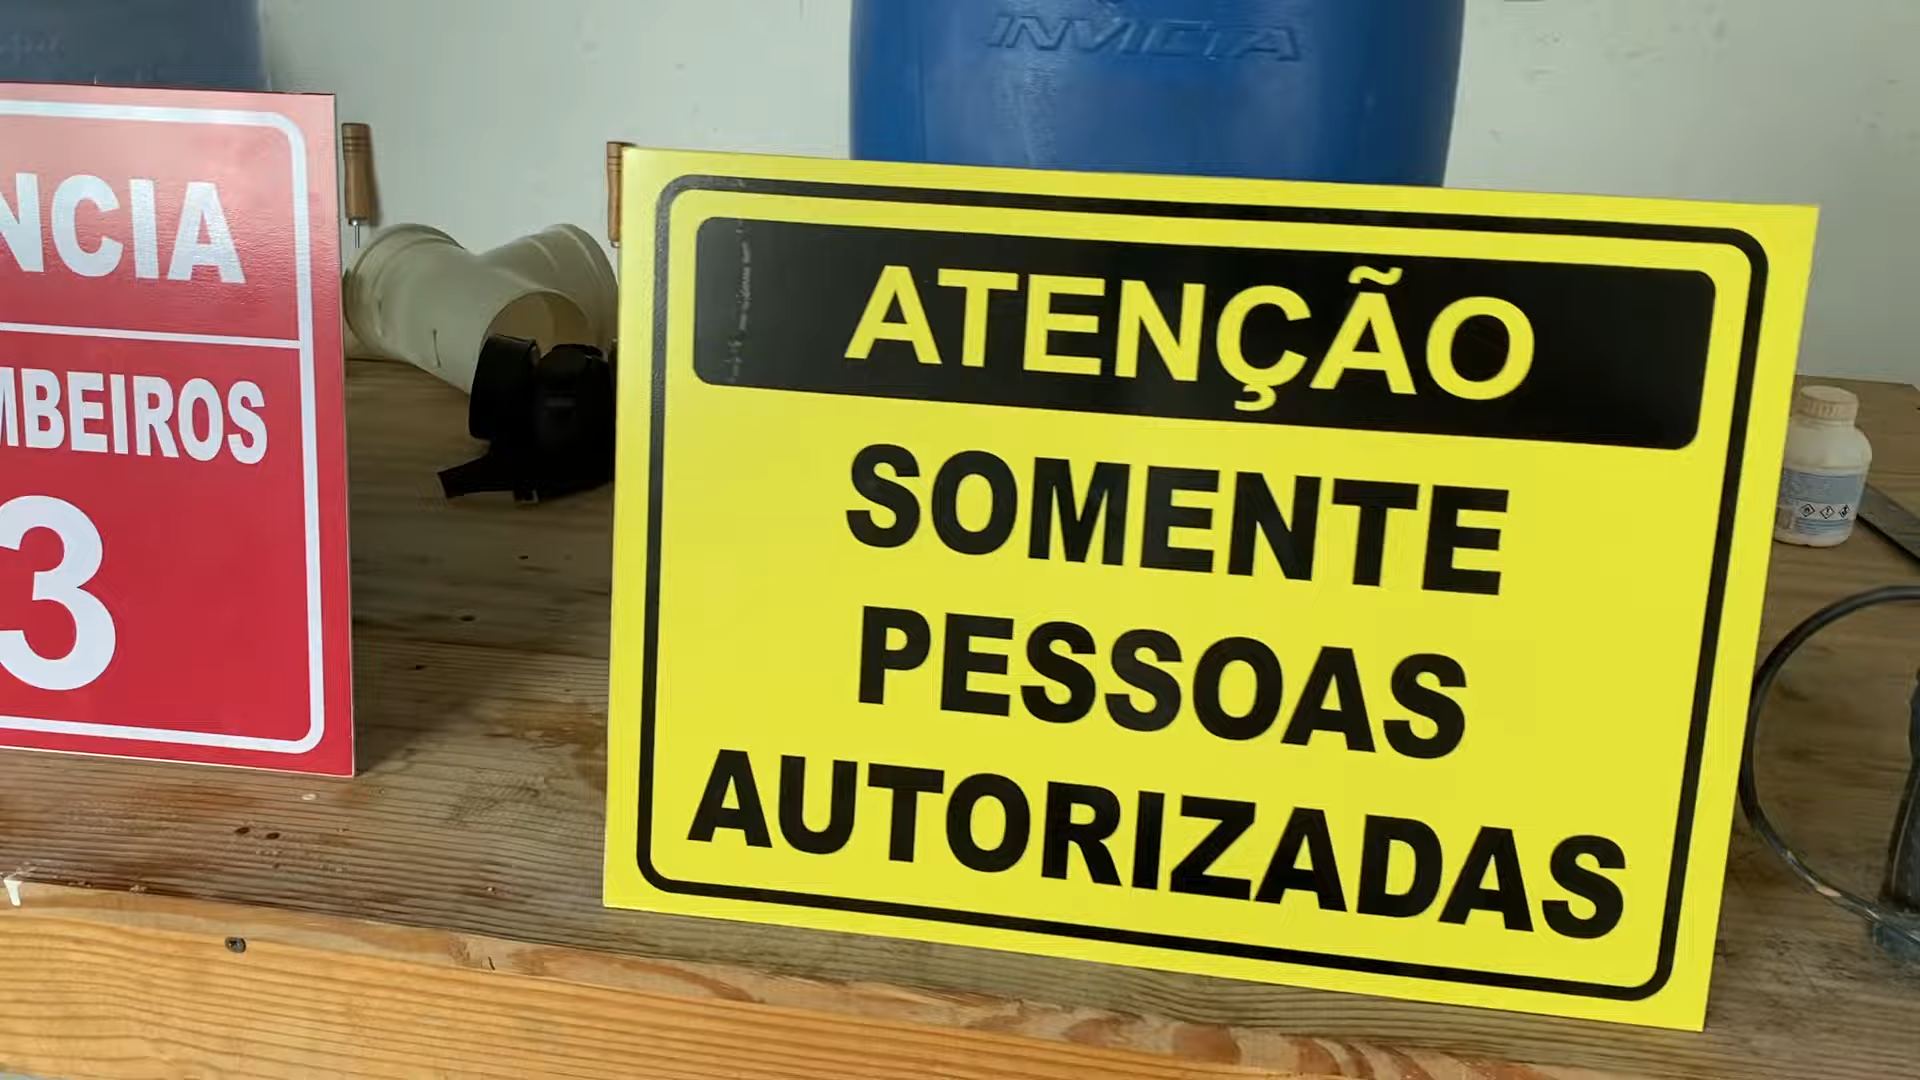 INVICTA
NCIA
MBEIROS
3
ATENÇÃO
SOMENTE
PESSOAS
AUTORIZADAS